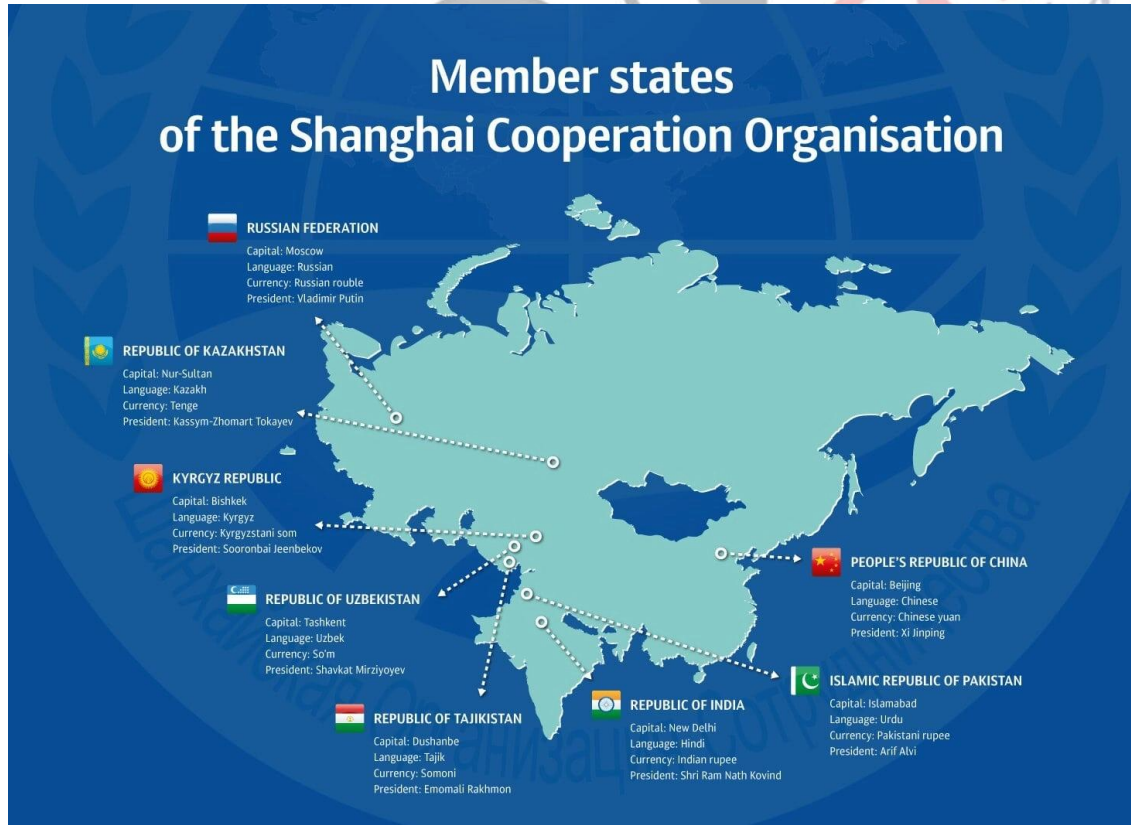 Member states
of the Shanghai Cooperation Organisation
RUSSIAN FEDERATION
Capital: Moscow
Language: Russian
Currency: Russian rouble
President: Vladimir Putin
REPUBLIC OF KAZAKHSTAN
Capital: Nur-Sultan
Language: Kazakh
Currency: Tenge
President: Kassym-Zhomart Tokayev
KYRGYZ REPUBLIC
Capital: Bishkek
Language: Kyrgyz
Currency: Kyrgyzstani som
President: Sooronbai Jeenbekov
REPUBLIC OF UZBEKISTAN
Capital: Tashkent
Language: Uzbek
Currency: So'm
President: Shavkat Mirziyoyev
REPUBLIC OF TAJIKISTAN
Capital: Dushanbe
Language: Tajik
Currency: Somoni
President: Emomali Rakhmon
REPUBLIC OF INDIA
Capital: New Delhi
Language: Hindi
Currency: Indian rupee
President: Shri Ram Nath Kovind
PEOPLE'S REPUBLIC OF CHINA
Capital: Beijing
Language: Chinese
Currency: Chinese yuan
President: Xi Jinping
ISLAMIC REPUBLIC OF PAKISTAN
Capital: Islamabad
Language: Urdu
Currency: Pakistani rupee
President: Arif Alvi